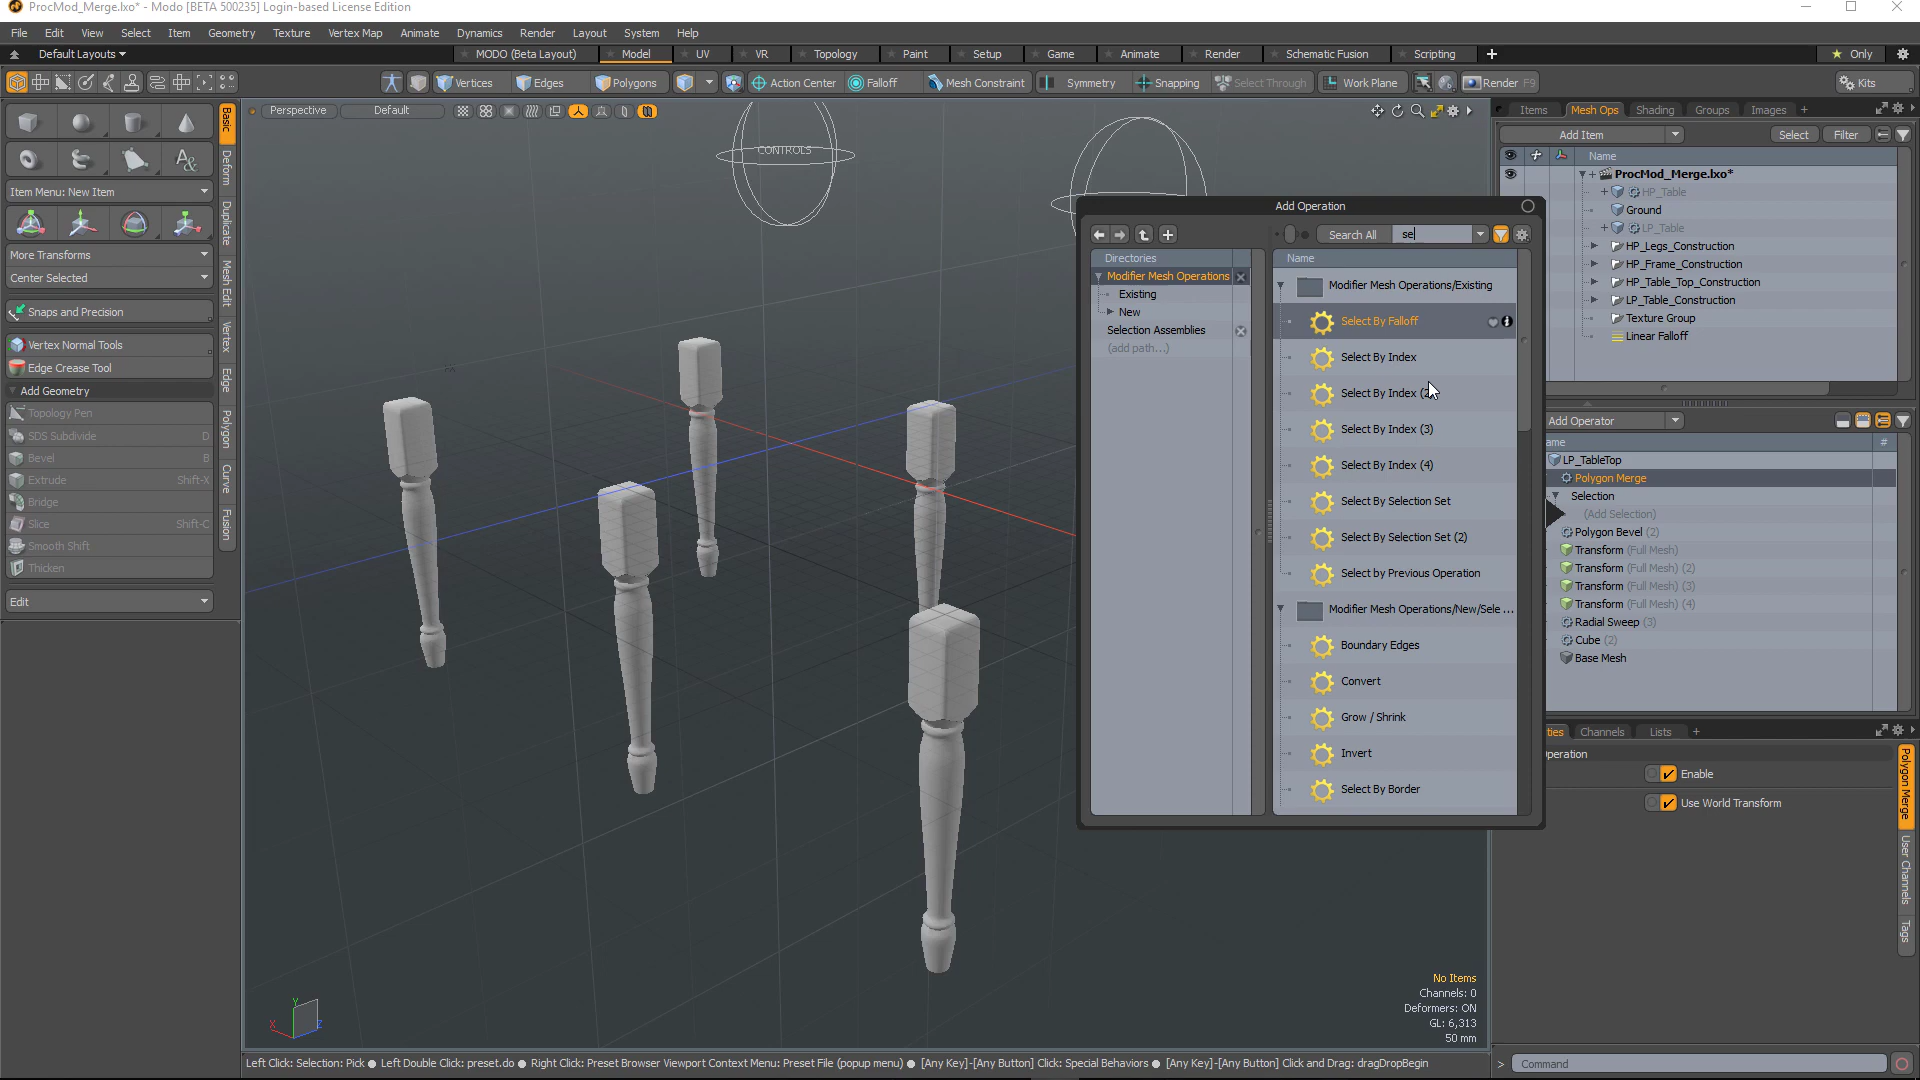 ProcMod_Merge.lxo* - Modo [BETA 500235] Login-based License Edition
File Edit View Select Item Geometry Texture Vertex Map Animate Dynamics Render Layout System Help
Default Layouts MODO (Beta Layout) Model UV VR Topology Paint Setup Game Animate Render Schematic Fusion Scripting Only
Vertices Edges Polygons Action Center Falloff Mesh Constraint Symmetry Snapping Select Through Work Plane Render F9 Kits
Perspective Default
Basic
Deform
Duplicate
Mesh Edit
Vertex
Edge
Polygon
Curve
Fusion
Item Menu: New Item
More Transforms
Center Selected
Snaps and Precision
Vertex Normal Tools
Edge Crease Tool
Add Geometry
Topology Pen
SDS Subdivide D
Bevel B
Extrude Shift-X
Bridge
Slice Shift-C
Smooth Shift
Thicken
Edit
CONTROLS
X
Y
Z
Add Operation
Search All se
Directories
Modifier Mesh Operations
Existing
New
Selection Assemblies
(add path...)
Name
Modifier Mesh Operations/Existing
Select By Falloff
Select By Index
Select By Index (2
Select By Index (3)
Select By Index (4)
Select By Selection Set
Select By Selection Set (2)
Select by Previous Operation
Modifier Mesh Operations/New/Sele ...
Boundary Edges
Convert
Grow / Shrink
Invert
Select By Border
Items Mesh Ops Shading Groups Images
Add Item Select Filter
Name
ProcMod_Merge.lxo*
HP_Table
Ground
LP_Table
HP_Legs_Construction
HP_Frame_Construction
HP_Table_Top_Construction
LP_Table_Construction
Texture Group
Linear Falloff
Add Operator
ame #
LP_TableTop
Polygon Merge
Selection
(Add Selection)
Polygon Bevel (2)
Transform (Full Mesh)
Transform (Full Mesh) (2)
Transform (Full Mesh) (3)
Transform (Full Mesh) (4)
Radial Sweep (3)
Cube (2)
Base Mesh
ties Channels Lists
peration
Enable
Use World Transform
Polygon Merge
User Channels
Tags
No Items
Channels: 0
Deformers: ON
GL: 6,313
50 mm
Left Click: Selection: Pick ● Left Double Click: preset.do ● Right Click: Preset Browser Viewport Context Menu: Preset File (popup menu) ● [Any Key]-[Any Button] Click: Special Behaviors ● [Any Key]-[Any Button] Click and Drag: dragDropBegin
> Command